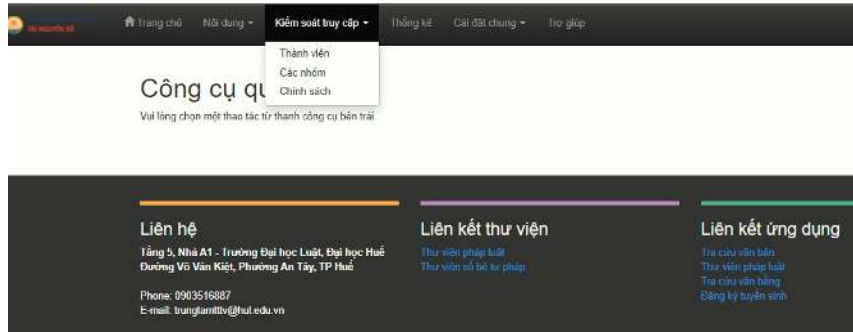 TÀI NGUYÊN SỐ
Trang chủ
Nội dung
Kiểm soát truy cập
Thống kê
Cài đặt chung
Trợ giúp
Thành viên
Các nhóm
Chính sách
Công cụ qu
Vui lòng chọn một thao tác từ thanh công cụ bên trái.
Liên hệ
Tầng 5, Nhà A1 - Trường Đại học Luật, Đại học Huế
Đường Võ Văn Kiệt, Phường An Tây, TP Huế
Phone: 0903516887
E-mail: trungtamtttv@hul.edu.vn
Liên kết thư viện
Thư viện pháp luật
Thư viện số bộ tư pháp
Liên kết ứng dụng
Tra cứu văn bản
Thư viện pháp luật
Tra cứu văn bằng
Đăng ký tuyển sinh